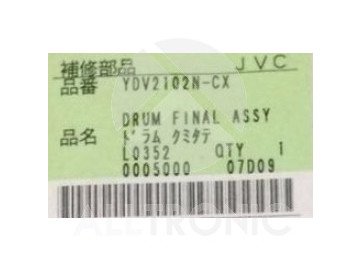 補修部品 JVC
品番 YDV2102N-CX
DRUM FINAL ASSY
品名 ドラム クミタテ
L0352 QTY 1
0005000 07D09
ALLTRONIC